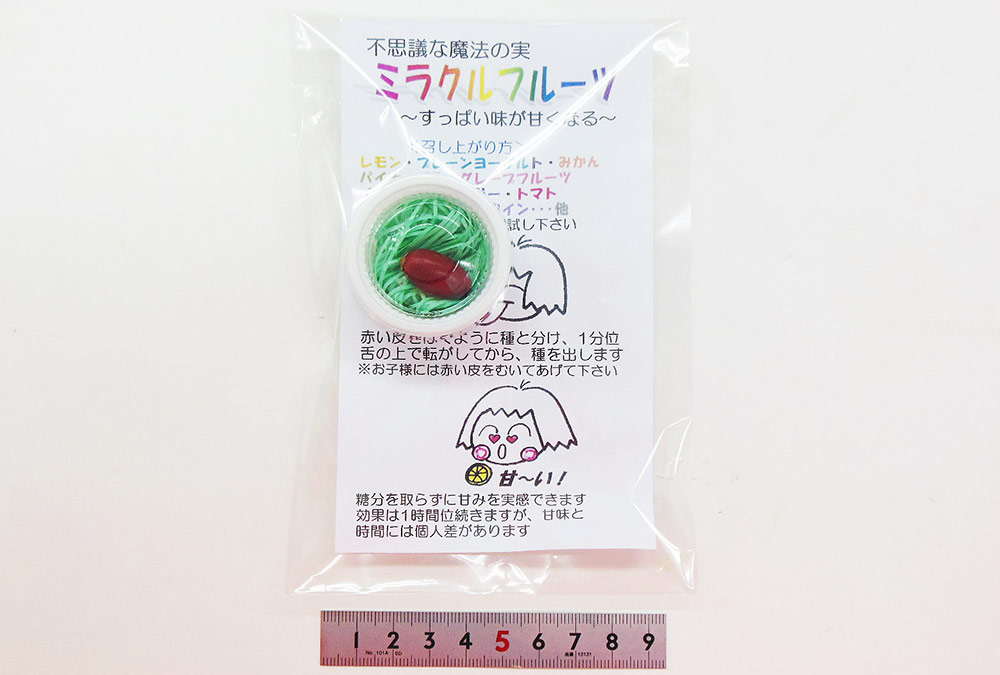 不思議な魔法の実
ミラクルフルーツ
～すっぱい味が甘くなる～
召し上がり方
レモン・プレーンヨーグルト・みかん
グレープフルーツ
ー・トマト
イン・・・他
試し下さい
赤い皮を ように種と分け、1分位
舌の上で転がしてから、種を出します
※お子様には赤い皮をむいてあげて下さい
甘～い！
糖分を取らずに甘みを実感できます
効果は1時間位続きますが、甘味と
時間には個人差があります
1 2 3 4 5 6 7 8 9
No. 101A
13131